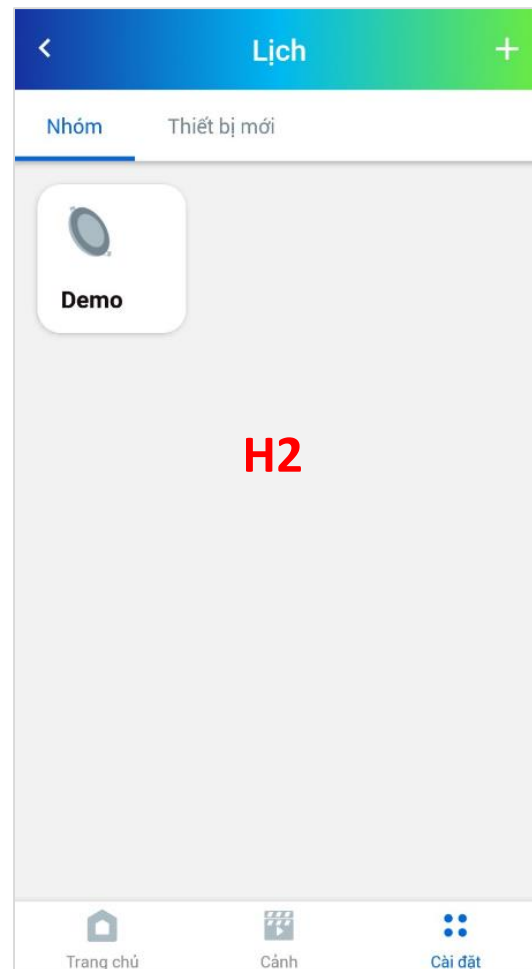 Lịch
Nhóm Thiết bị mới
Demo
H2
Trang chủ Cảnh Cài đặt